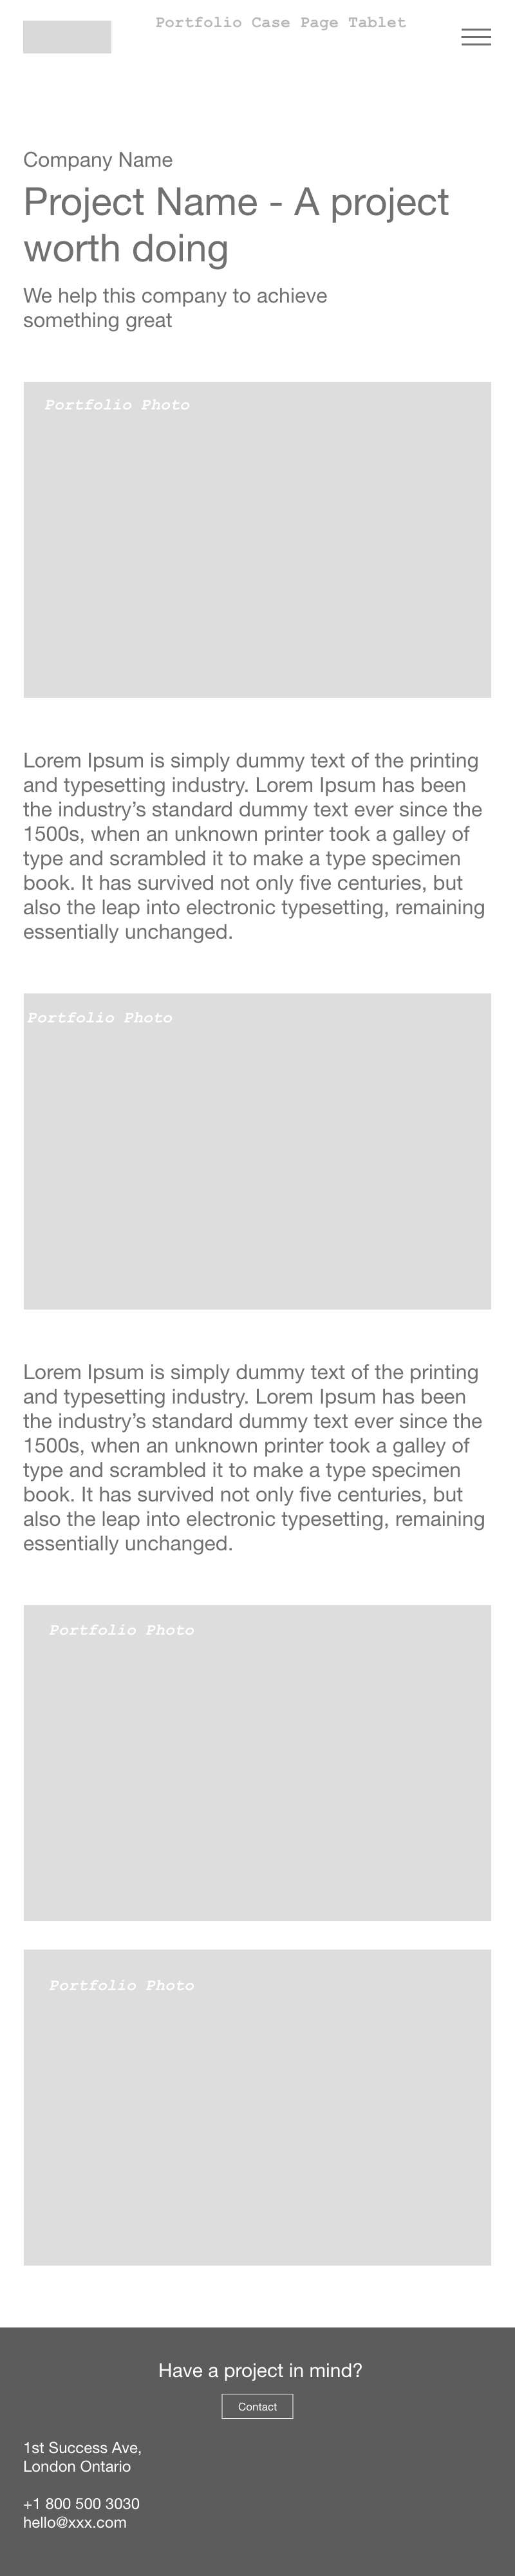 Portfolio Case Page Tablet
Company Name
Project Name - A project
worth doing
We help this company to achieve
something great
Portfolio Photo
Lorem Ipsum is simply dummy text of the printing
and typesetting industry. Lorem Ipsum has been
the industry’s standard dummy text ever since the
1500s, when an unknown printer took a galley of
type and scrambled it to make a type specimen
book. It has survived not only five centuries, but
also the leap into electronic typesetting, remaining
essentially unchanged.
Portfolio Photo
Lorem Ipsum is simply dummy text of the printing
and typesetting industry. Lorem Ipsum has been
the industry’s standard dummy text ever since the
1500s, when an unknown printer took a galley of
type and scrambled it to make a type specimen
book. It has survived not only five centuries, but
also the leap into electronic typesetting, remaining
essentially unchanged.
Portfolio Photo
Portfolio Photo
Have a project in mind?
Contact
1st Success Ave,
London Ontario
+1 800 500 3030
hello@xxx.com